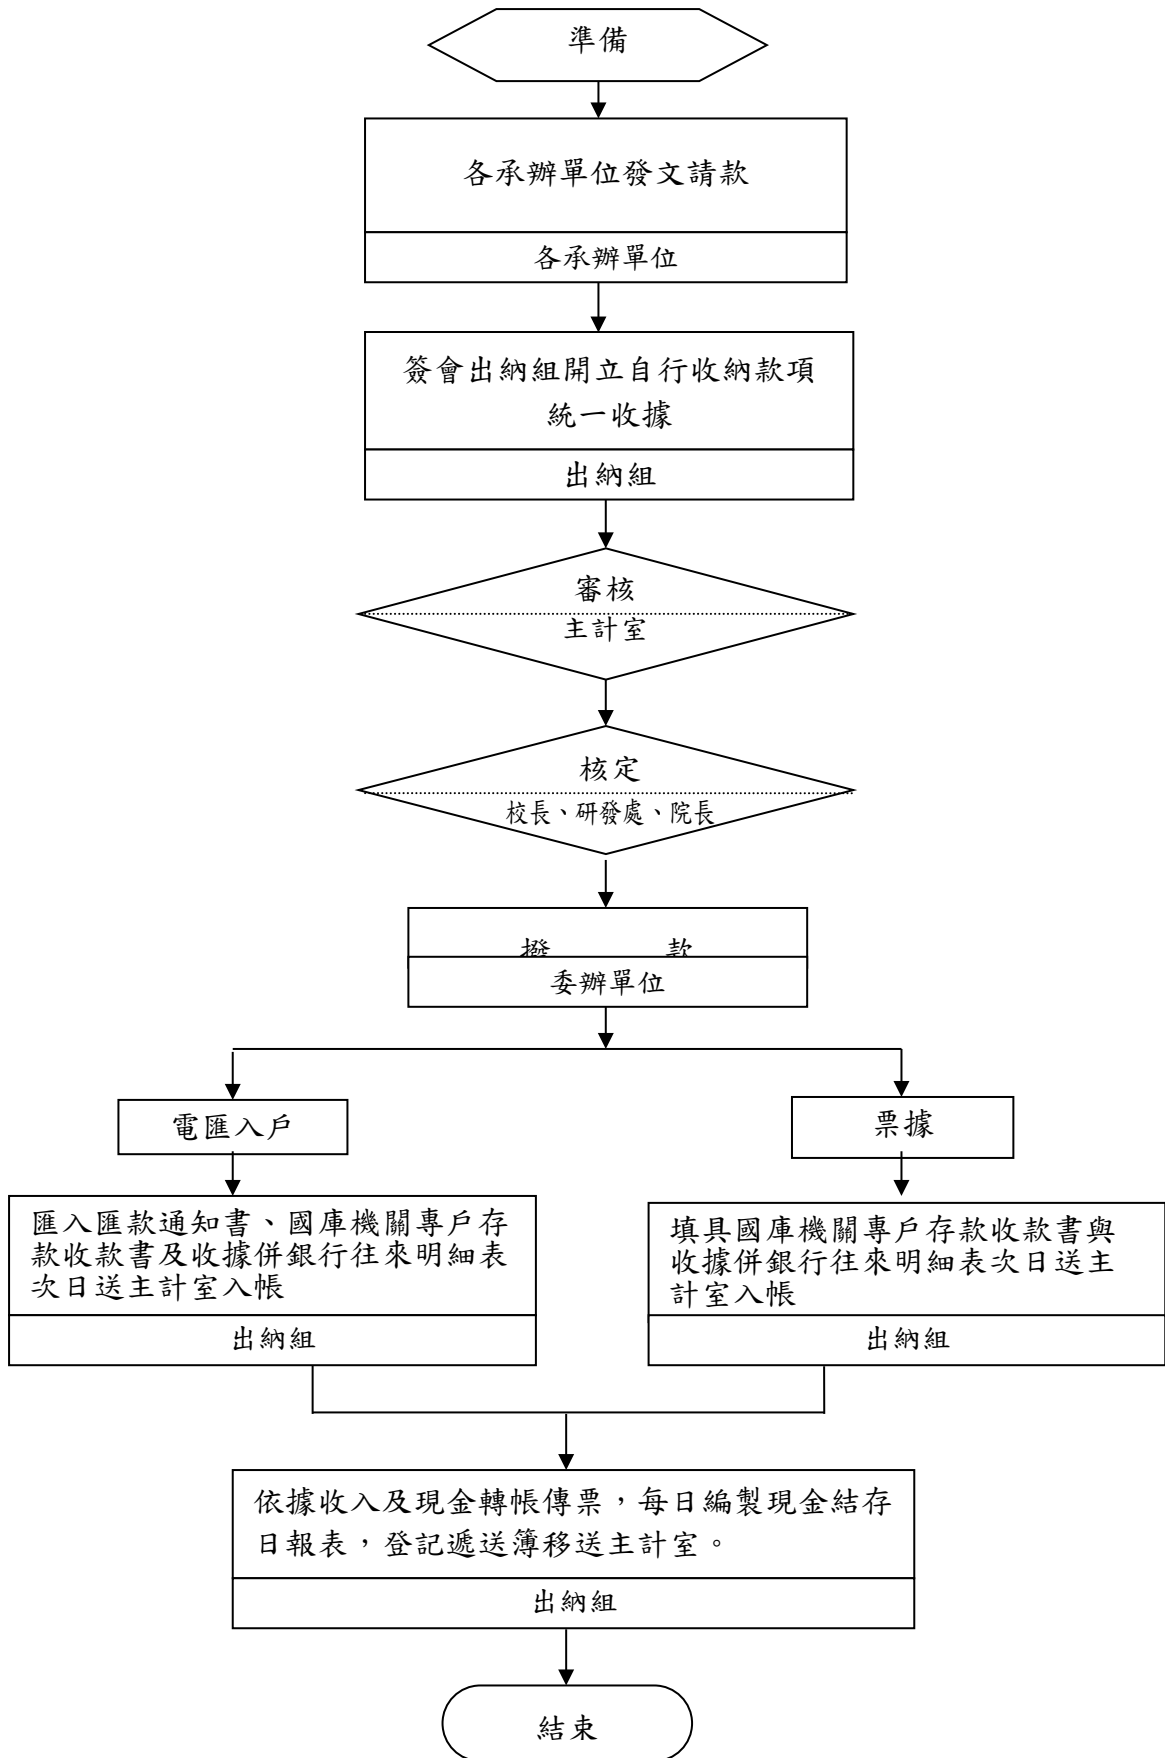 準備
各承辦單位發文請款
各承辦單位
簽會出納組開立自行收納款項
統一收據
出納組
審核
主計室
核定
校長、研發處、院長
撥 款
委辦單位
電匯入戶
票據
匯入匯款通知書、國庫機關專戶存
款收款書及收據併銀行往來明細表
次日送主計室入帳
出納組
填具國庫機關專戶存款收款書與
收據併銀行往來明細表次日送主
計室入帳
出納組
依據收入及現金轉帳傳票，每日編製現金結存
日報表，登記遞送簿移送主計室。
出納組
結束